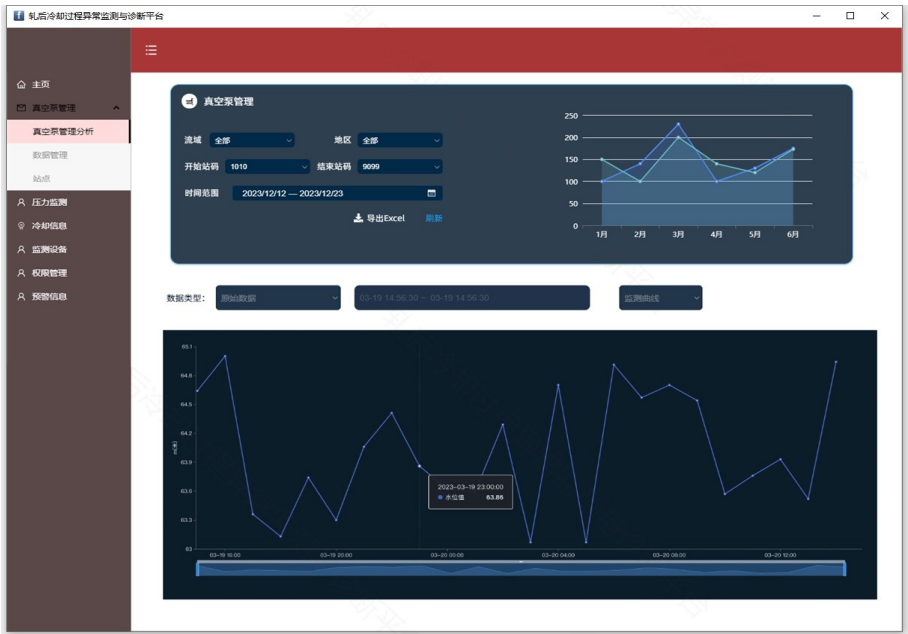 轧后冷却过程异常监测与诊断平台
主页
真空泵管理
真空泵管理分析
数据管理
站点
压力监测
冷却信息
监测设备
权限管理
预警信息
真空泵管理
流域 全部 地区 全部
开始站码 1010 结束站码 9099
时间范围 2023/12/12 — 2023/12/23
导出Excel 刷新
250
200
150
100
50
0
1月 2月 3月 4月 5月 6月
数据类型: 原始数据 03-19 14:56:30 ~ 03-19 14:56:30 监测曲线
65.1
64.8
64.5
64.2
63.9
63.6
63.3
63
m(米)
2023-03-19 23:00:00
水位值 63.86
03-19 16:00 03-19 20:00 03-20 00:00 03-20 04:00 03-20 08:00 03-20 12:00